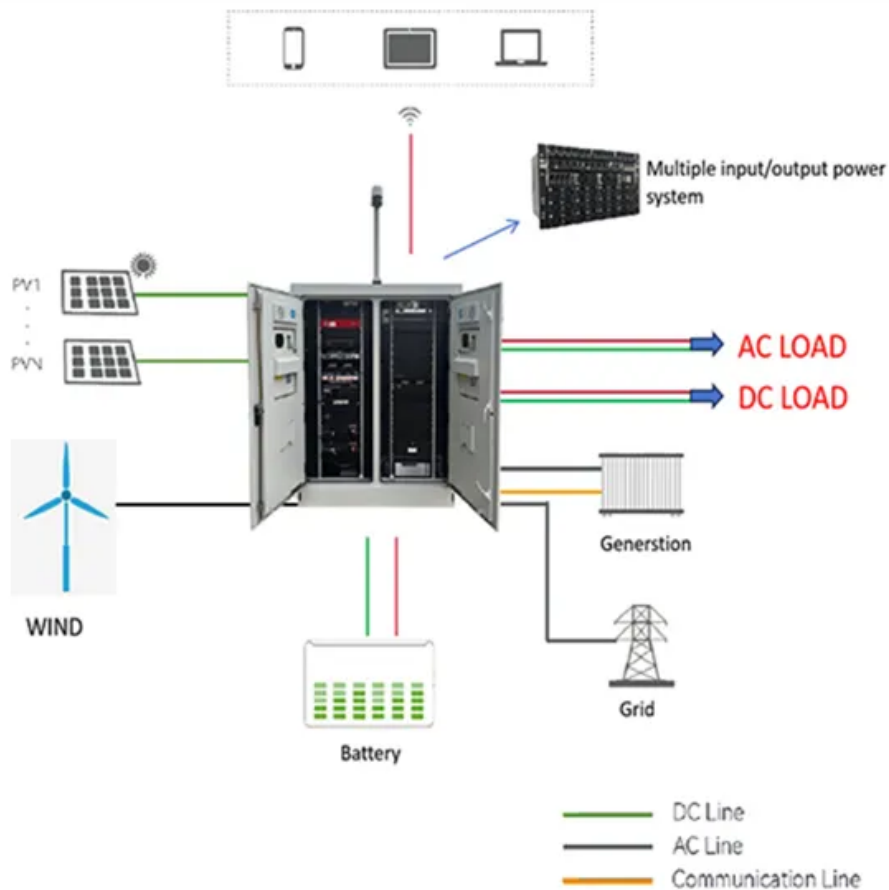 Multiple input/output power
system
PV1
PVN
AC LOAD
DC LOAD
Generstion
WIND
Grid
Battery
DC Line
AC Line
Communication Line